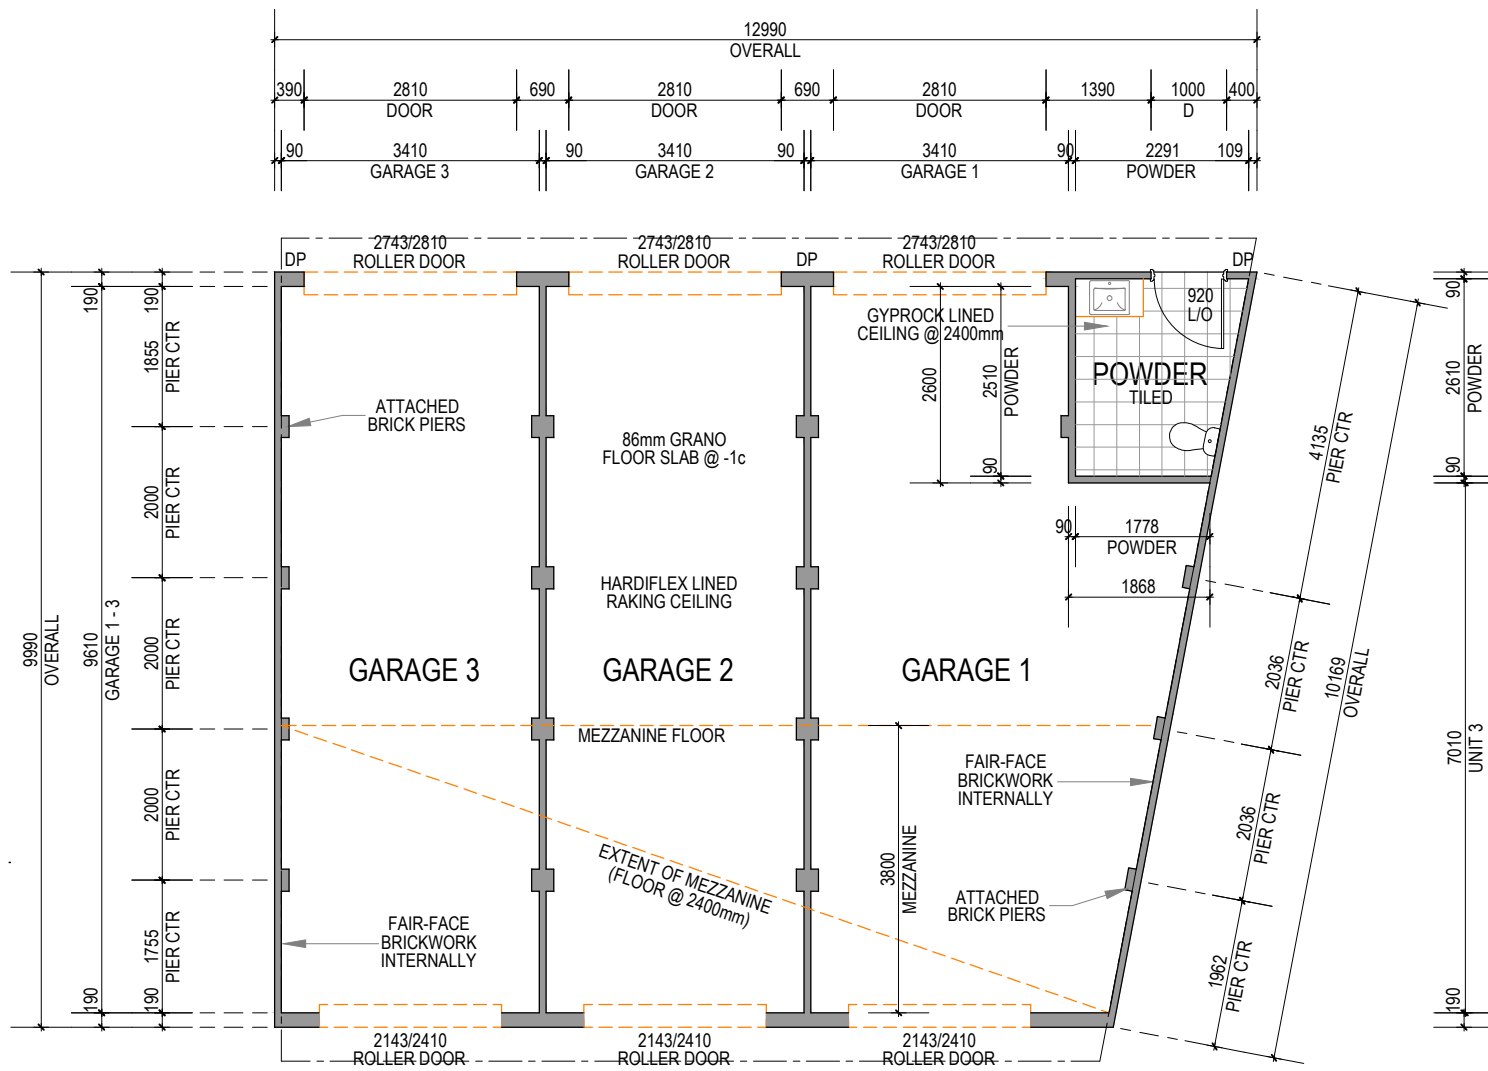 12990
OVERALL
390
2810
DOOR
690
2810
DOOR
690
2810
DOOR
1390
1000
D
400
90
3410
GARAGE 3
90
3410
GARAGE 2
90
3410
GARAGE 1
90
2291
POWDER
109
2743/2810
ROLLER DOOR
2743/2810
ROLLER DOOR
2743/2810
ROLLER DOOR
DP
DP
DP
9990
OVERALL
190
9610
GARAGE 1 - 3
190
190
1855
PIER CTR
2000
PIER CTR
2000
PIER CTR
2000
PIER CTR
1755
PIER CTR
190
ATTACHED
BRICK PIERS
86mm GRANO
FLOOR SLAB @ -1c
GYPROCK LINED
CEILING @ 2400mm
920
L/O
POWDER
TILED
2600
2510
POWDER
90
90
1778
POWDER
1868
HARDIFLEX LINED
RAKING CEILING
GARAGE 3
GARAGE 2
GARAGE 1
MEZZANINE FLOOR
EXTENT OF MEZZANINE
(FLOOR @ 2400mm)
3800
MEZZANINE
FAIR-FACE
BRICKWORK
INTERNALLY
FAIR-FACE
BRICKWORK
INTERNALLY
ATTACHED
BRICK PIERS
4135
PIER CTR
2036
PIER CTR
2036
PIER CTR
1962
PIER CTR
10169
OVERALL
90
2610
POWDER
90
7010
UNIT 3
190
2143/2410
ROLLER DOOR
2143/2410
ROLLER DOOR
2143/2410
ROLLER DOOR